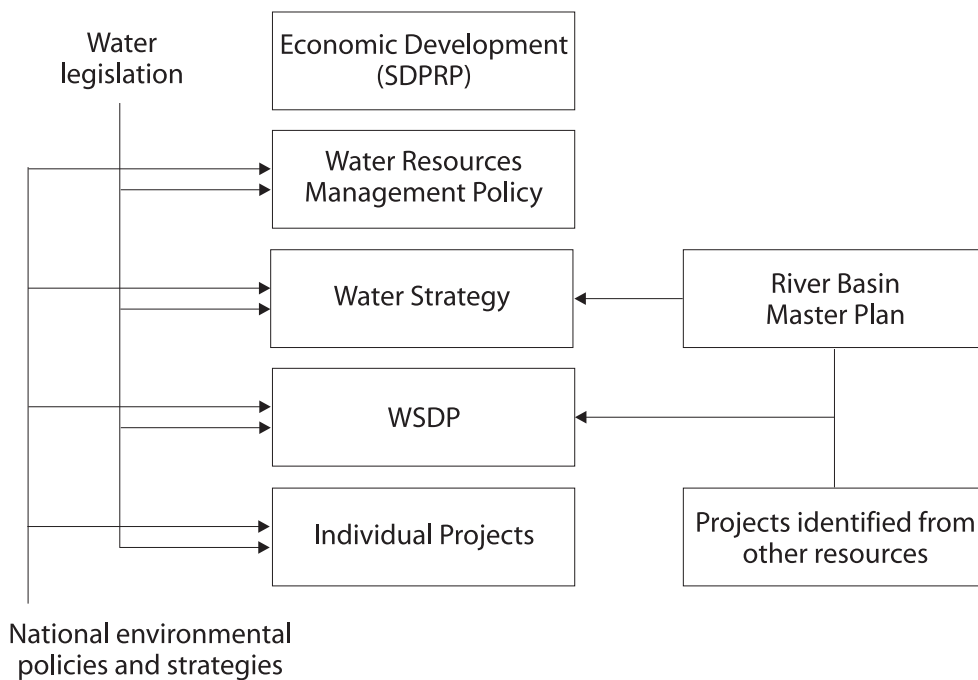 Water
legislation
Economic Development
(SDPRP)
Water Resources
Management Policy
Water Strategy
River Basin
Master Plan
WSDP
Individual Projects
Projects identified from
other resources
National environmental
policies and strategies